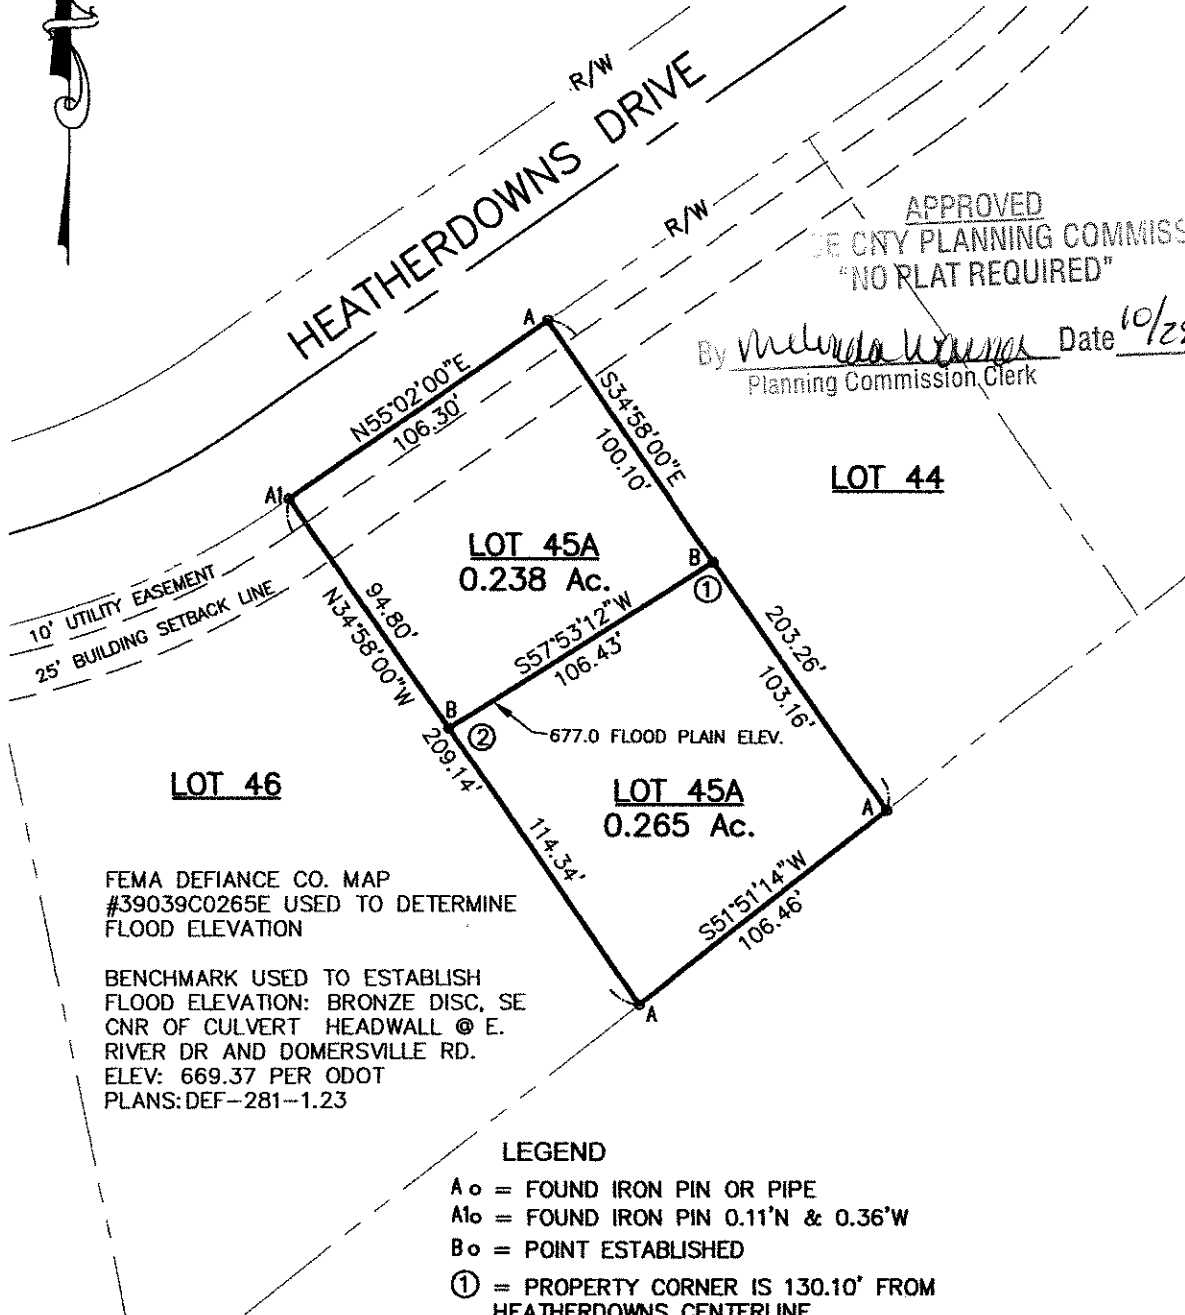 R/W
HEATHERDOWNS DRIVE
R/W
APPROVED
CITY PLANNING COMMISS
"NO PLAT REQUIRED"
By Date 10/28
Planning Commission Clerk
A
N55°02'00"E
106.30'
S34°58'00"E
100.10'
LOT 44
A1
LOT 45A
0.238 Ac.
B
①
10' UTILITY EASEMENT
25' BUILDING SETBACK LINE
94.80'
N34°58'00"W
S57°53'12"W
106.43'
203.26'
103.16'
B
②
677.0 FLOOD PLAIN ELEV.
209.14'
LOT 46
LOT 45A
0.265 Ac.
A
114.34'
S51°51'14"W
106.46'
A
FEMA DEFIANCE CO. MAP
#39039C0265E USED TO DETERMINE
FLOOD ELEVATION
BENCHMARK USED TO ESTABLISH
FLOOD ELEVATION: BRONZE DISC, SE
CNR OF CULVERT HEADWALL @ E.
RIVER DR AND DOMERSVILLE RD.
ELEV: 669.37 PER ODOT
PLANS: DEF-281-1.23
LEGEND
A o = FOUND IRON PIN OR PIPE
A1o = FOUND IRON PIN 0.11'N & 0.36'W
B o = POINT ESTABLISHED
① = PROPERTY CORNER IS 130.10' FROM
HEATHERDOWNS CENTERLINE